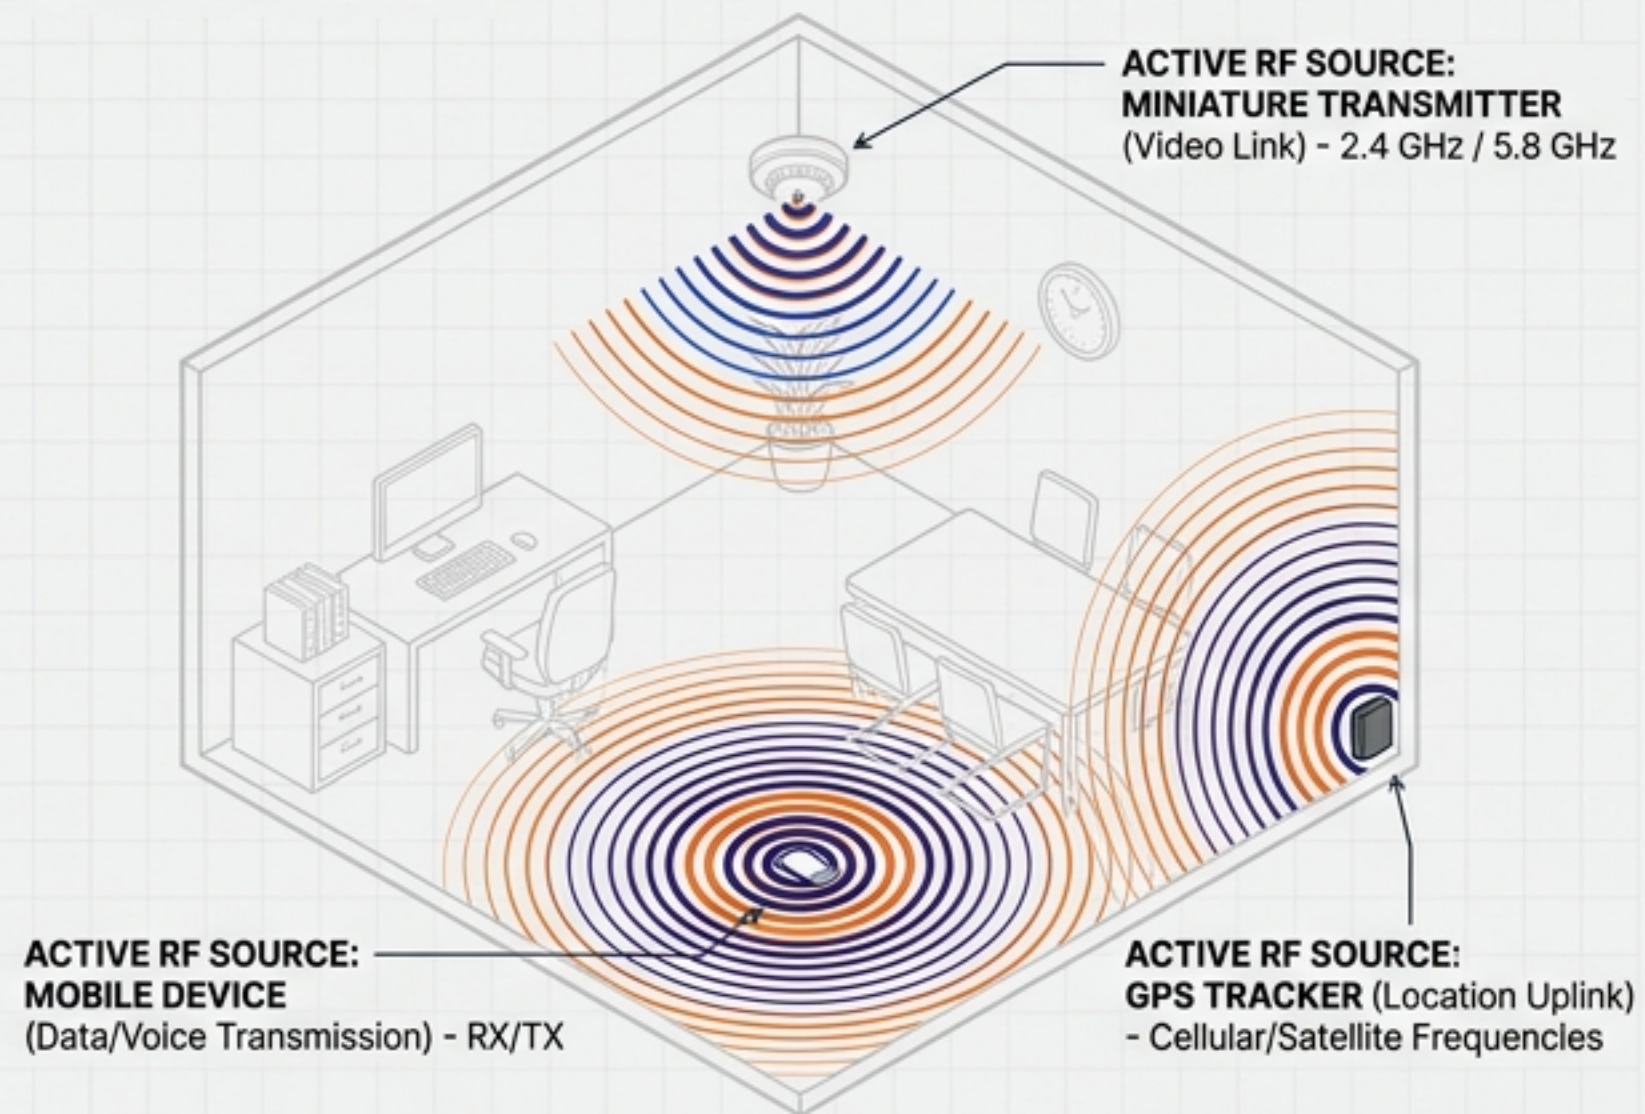 ACTIVE RF SOURCE:
MINIATURE TRANSMITTER
(Video Link) - 2.4 GHz / 5.8 GHz
ACTIVE RF SOURCE:
MOBILE DEVICE
(Data/Voice Transmission) - RX/TX
ACTIVE RF SOURCE:
GPS TRACKER (Location Uplink)
- Cellular/Satellite Frequencies